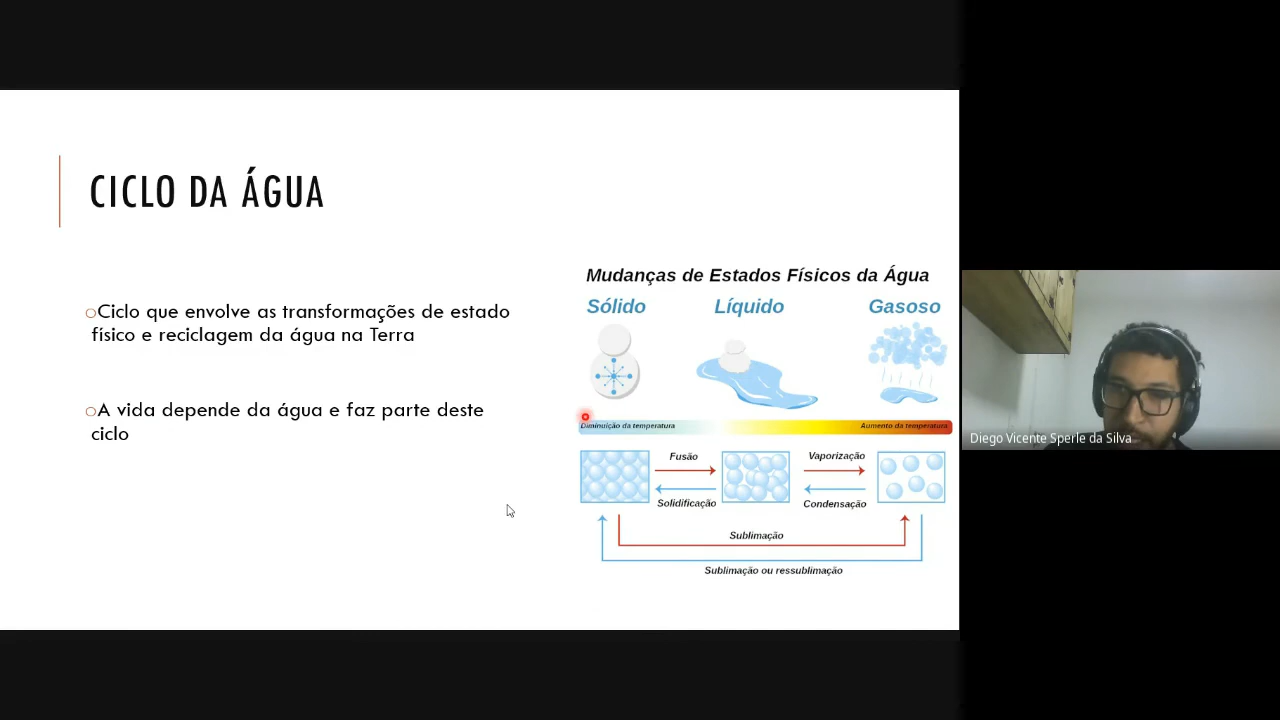 CICLO DA ÁGUA
Ciclo que envolve as transformações de estado
físico e reciclagem da água na Terra
A vida depende da água e faz parte deste
ciclo
Mudanças de Estados Físicos da Água
Sólido Líquido Gasoso
Diminuição da temperatura Aumento da temperatura
Fusão Vaporização
Solidificação Condensação
Sublimação
Sublimação ou ressublimação
Diego Vicente Sperle da Silva